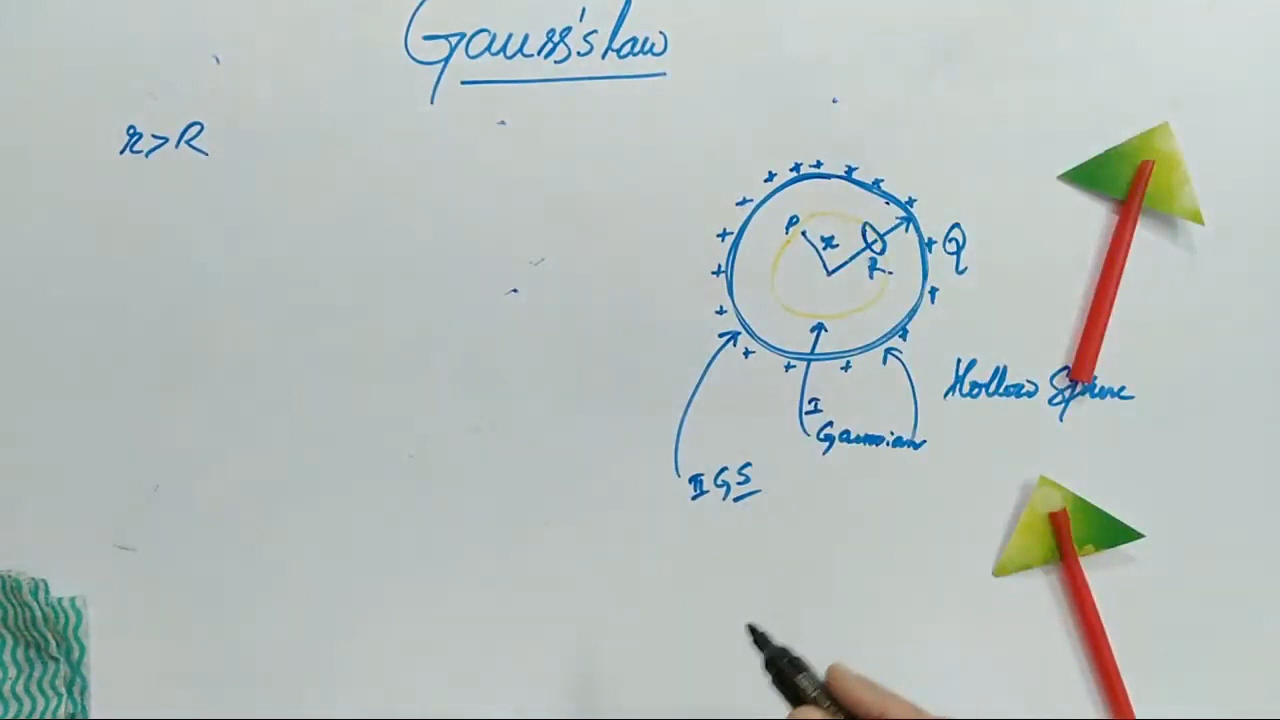 Gauss's Law
r>R
+ + + + + + + + + + + + + + + + + +
P
r
R.
Q
Hollow Sphere
I
Gaussian
II GS